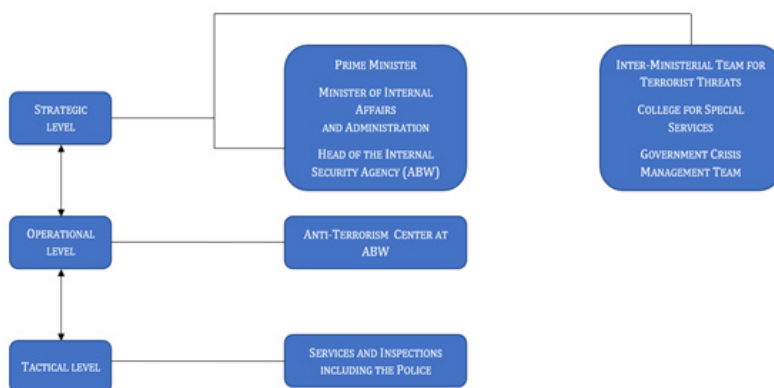 STRATEGIC
LEVEL
PRIME MINISTER
MINISTER OF INTERNAL
AFFAIRS
AND ADMINISTRATION
HEAD OF THE INTERNAL
SECURITY AGENCY (ABW)
INTER-MINISTERIAL TEAM FOR
TERRORIST THREATS
COLLEGE FOR SPECIAL
SERVICES
GOVERNMENT CRISIS
MANAGEMENT TEAM
OPERATIONAL
LEVEL
ANTI-TERRORISM CENTER AT
ABW
TACTICAL LEVEL
SERVICES AND INSPECTIONS
INCLUDING THE POLICE